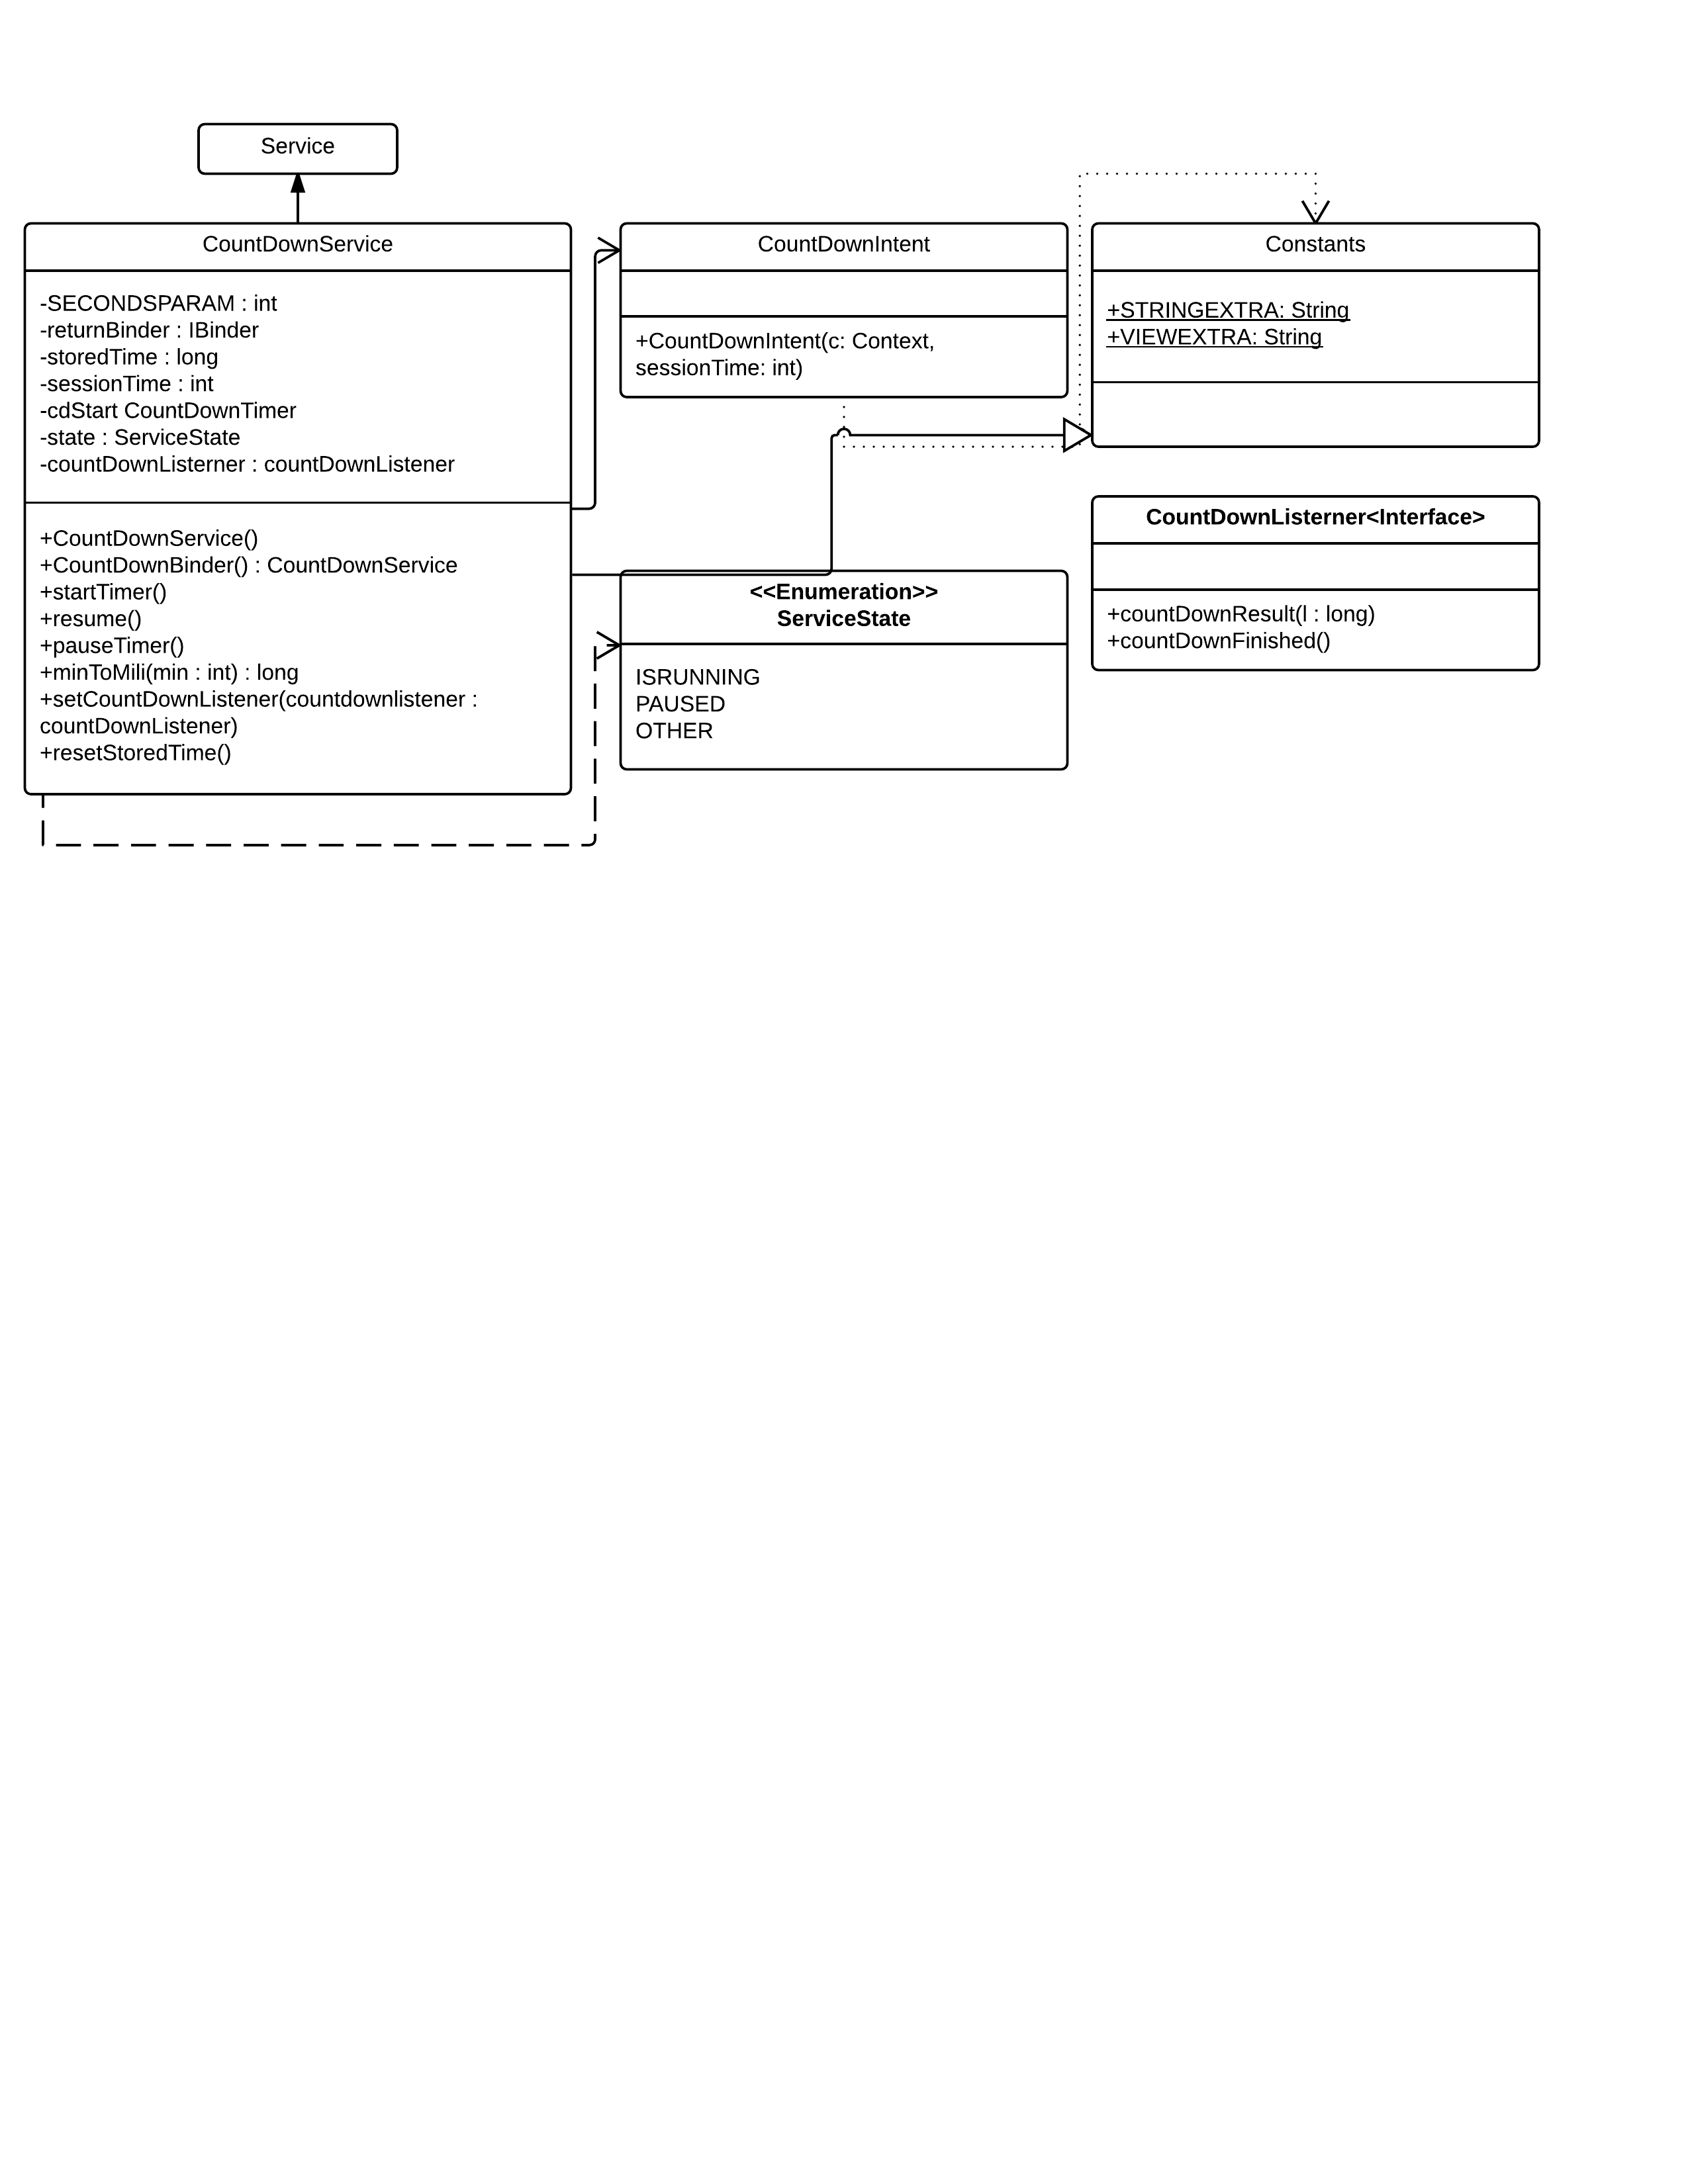 Service
CountDownService
-SECONDSPARAM : int
-returnBinder : IBinder
-storedTime : long
-sessionTime : int
-cdStart CountDownTimer
-state : ServiceState
-countDownListerner : countDownListener
+CountDownService()
+CountDownBinder() : CountDownService
+startTimer()
+resume()
+pauseTimer()
+minToMili(min : int) : long
+setCountDownListener(countdownlistener :
countDownListener)
+resetStoredTime()
CountDownIntent
+CountDownIntent(c: Context,
sessionTime: int)
<<Enumeration>>
ServiceState
ISRUNNING
PAUSED
OTHER
Constants
+STRINGEXTRA: String
+VIEWEXTRA: String
CountDownListerner<Interface>
+countDownResult(l : long)
+countDownFinished()